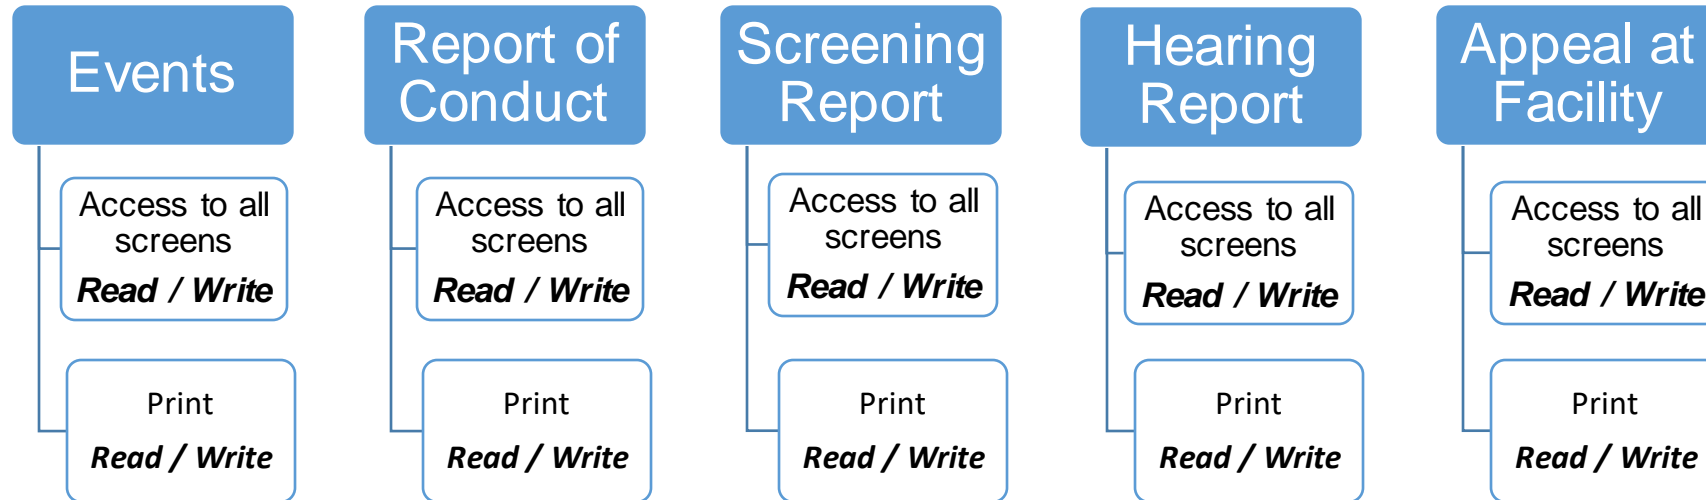 Events
Access to all
screens
Read / Write
Print
Read / Write
Report of
Conduct
Access to all
screens
Read / Write
Print
Read / Write
Screening
Report
Access to all
screens
Read / Write
Print
Read / Write
Hearing
Report
Access to all
screens
Read / Write
Print
Read / Write
Appeal at
Facility
Access to all
screens
Read / Write
Print
Read / Write